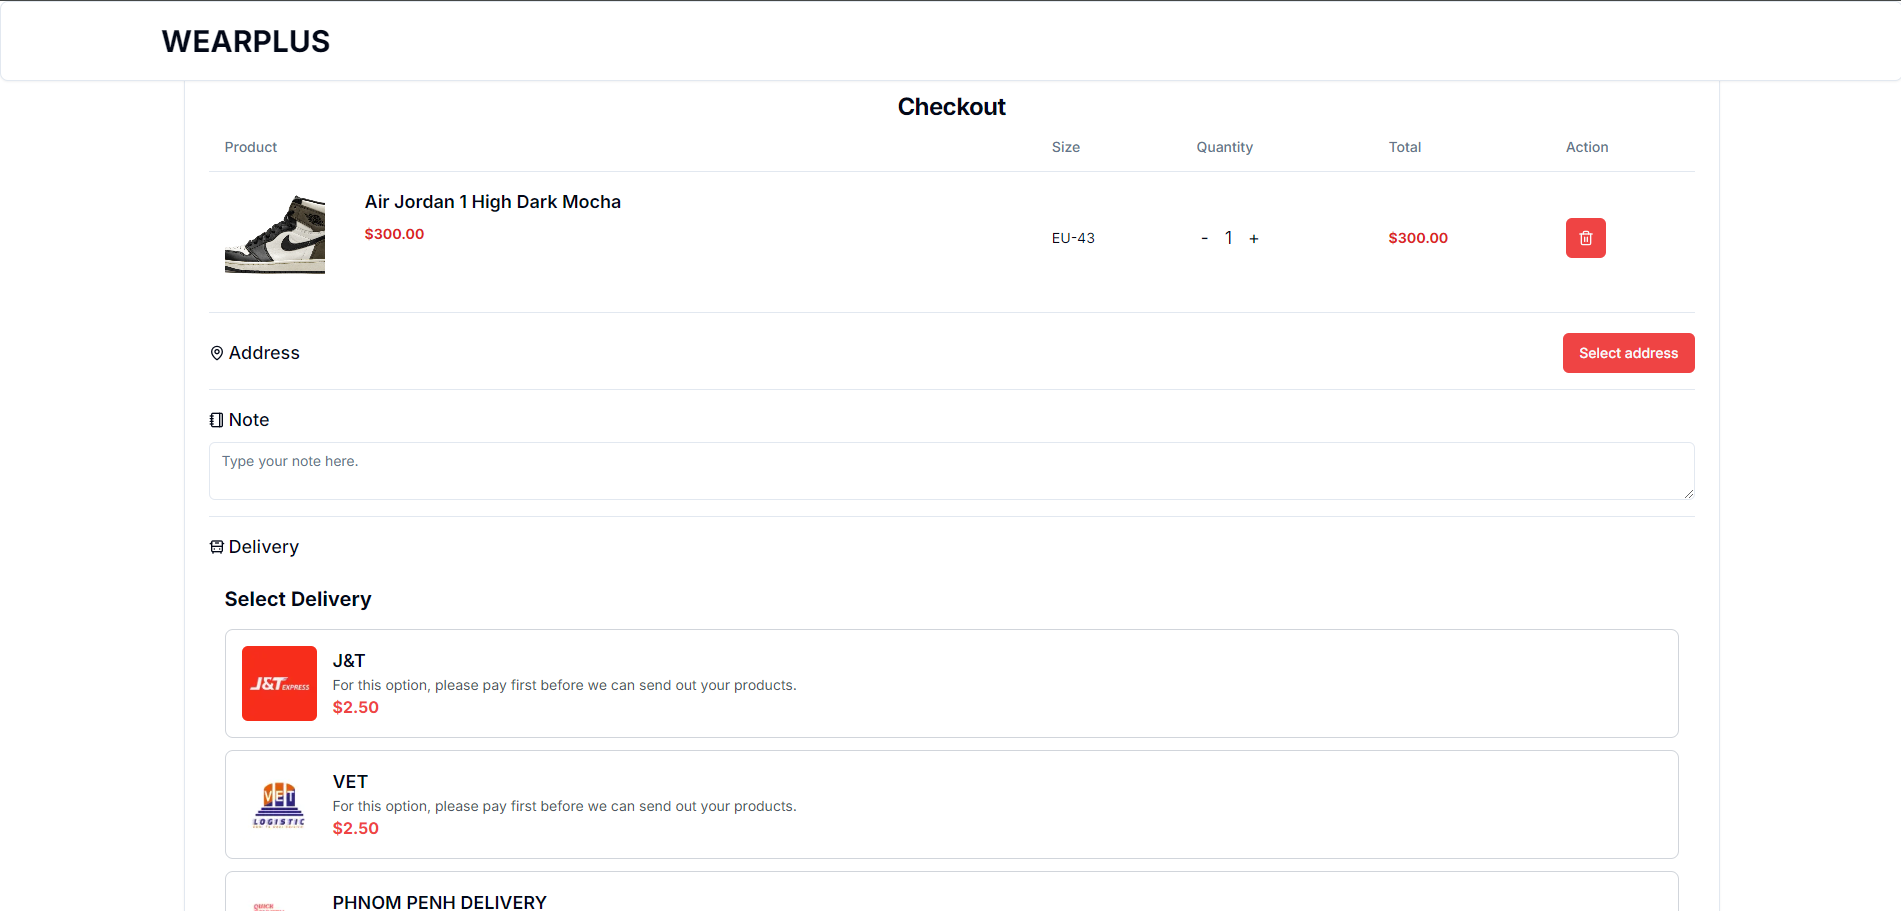 WEARPLUS
Checkout
Product Size Quantity Total Action
Air Jordan 1 High Dark Mocha
$300.00
EU-43 - 1 + $300.00
Address Select address
Note
Type your note here.
Delivery
Select Delivery
J&T EXPRESS
J&T
For this option, please pay first before we can send out your products.
$2.50
VET
LOGISTIC
VET
For this option, please pay first before we can send out your products.
$2.50
QUICK
PHNOM PENH DELIVERY